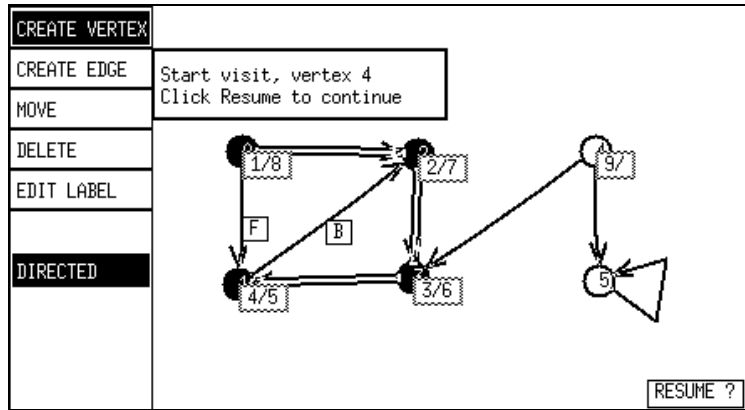 CREATE VERTEX
CREATE EDGE
MOVE
DELETE
EDIT LABEL
DIRECTED
Start visit, vertex 4
Click Resume to continue
1/8
2/7
9/
F
B
4/5
3/6
5
RESUME ?